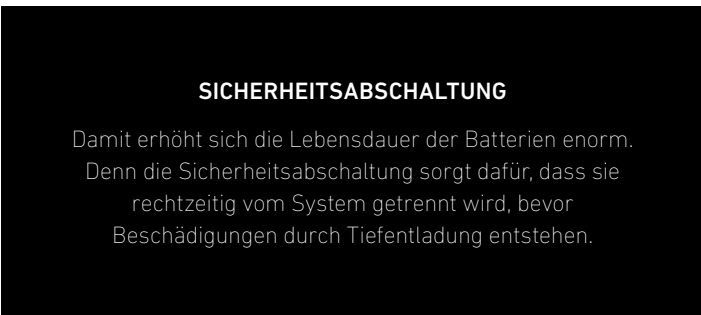 SICHERHEITSABSCHALTUNG
Damit erhöht sich die Lebensdauer der Batterien enorm.
Denn die Sicherheitsabschaltung sorgt dafür, dass sie
rechtzeitig vom System getrennt wird, bevor
Beschädigungen durch Tiefentladung entstehen.